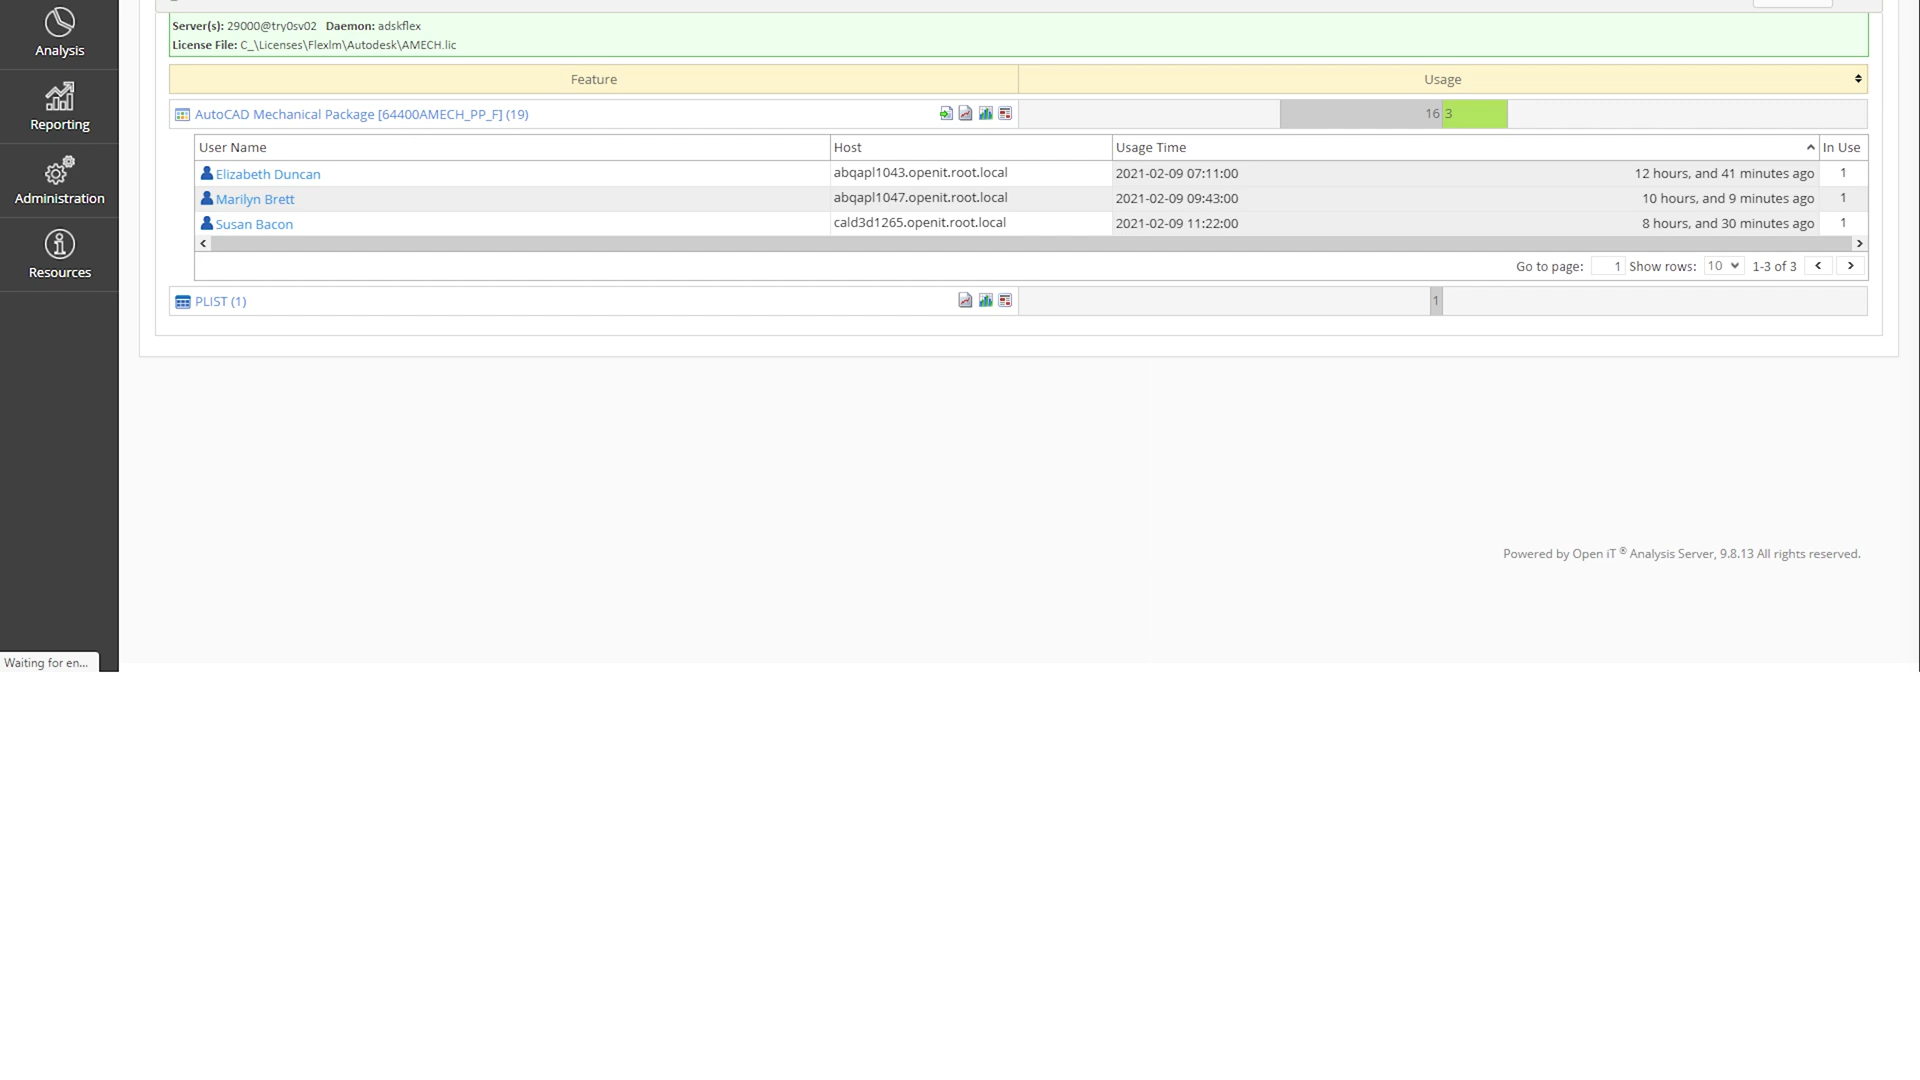 Analysis
Reporting
Administration
Resources
Server(s): 29000@try0sv02 Daemon: adskflex
License File: C_\Licenses\Flexlm\Autodesk\AMECH.lic
Feature Usage
AutoCAD Mechanical Package [64400AMECH_PP_F] (19) 16 3
User Name Host Usage Time In Use
Elizabeth Duncan abqapl1043.openit.root.local 2021-02-09 07:11:00 12 hours, and 41 minutes ago 1
Marilyn Brett abqapl1047.openit.root.local 2021-02-09 09:43:00 10 hours, and 9 minutes ago 1
Susan Bacon cald3d1265.openit.root.local 2021-02-09 11:22:00 8 hours, and 30 minutes ago 1
Go to page: 1 Show rows: 10 1-3 of 3
PLIST (1) 1
Powered by Open iT ® Analysis Server, 9.8.13 All rights reserved.
Waiting for en...